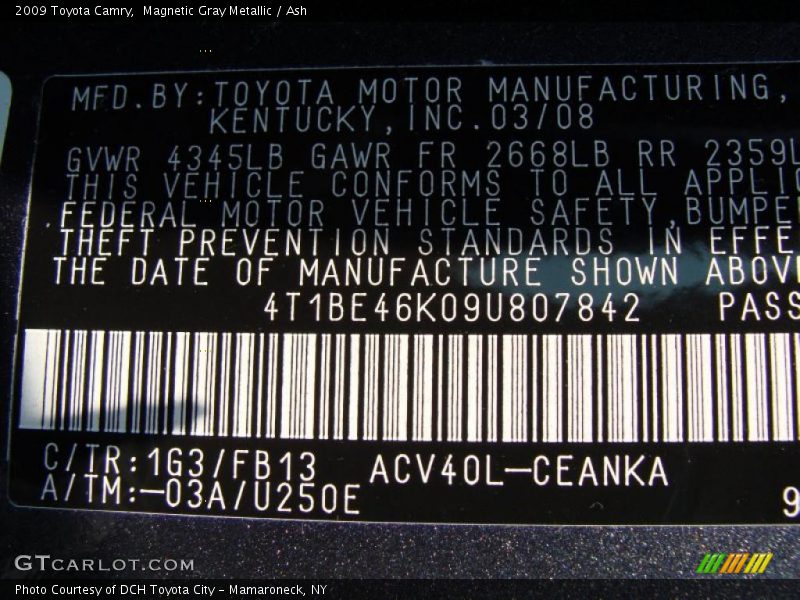 2009 Toyota Camry,  Magnetic Gray Metallic / Ash
MFD.BY:TOYOTA MOTOR MANUFACTURING,
KENTUCKY,INC.03/08
GVWR 4345LB GAWR FR 2668LB RR 2359L
THIS VEHICLE CONFORMS TO ALL APPLIC
FEDERAL MOTOR VEHICLE SAFETY,BUMPE
THEFT PREVENTION STANDARDS IN EFFE
THE DATE OF MANUFACTURE SHOWN ABOV
4T1BE46K09U807842 PASS
C/TR:1G3/FB13 ACV40L-CEANKA
A/TM:-03A/U250E 9
GTCARLOT.COM
Photo Courtesy of DCH Toyota City - Mamaroneck, NY